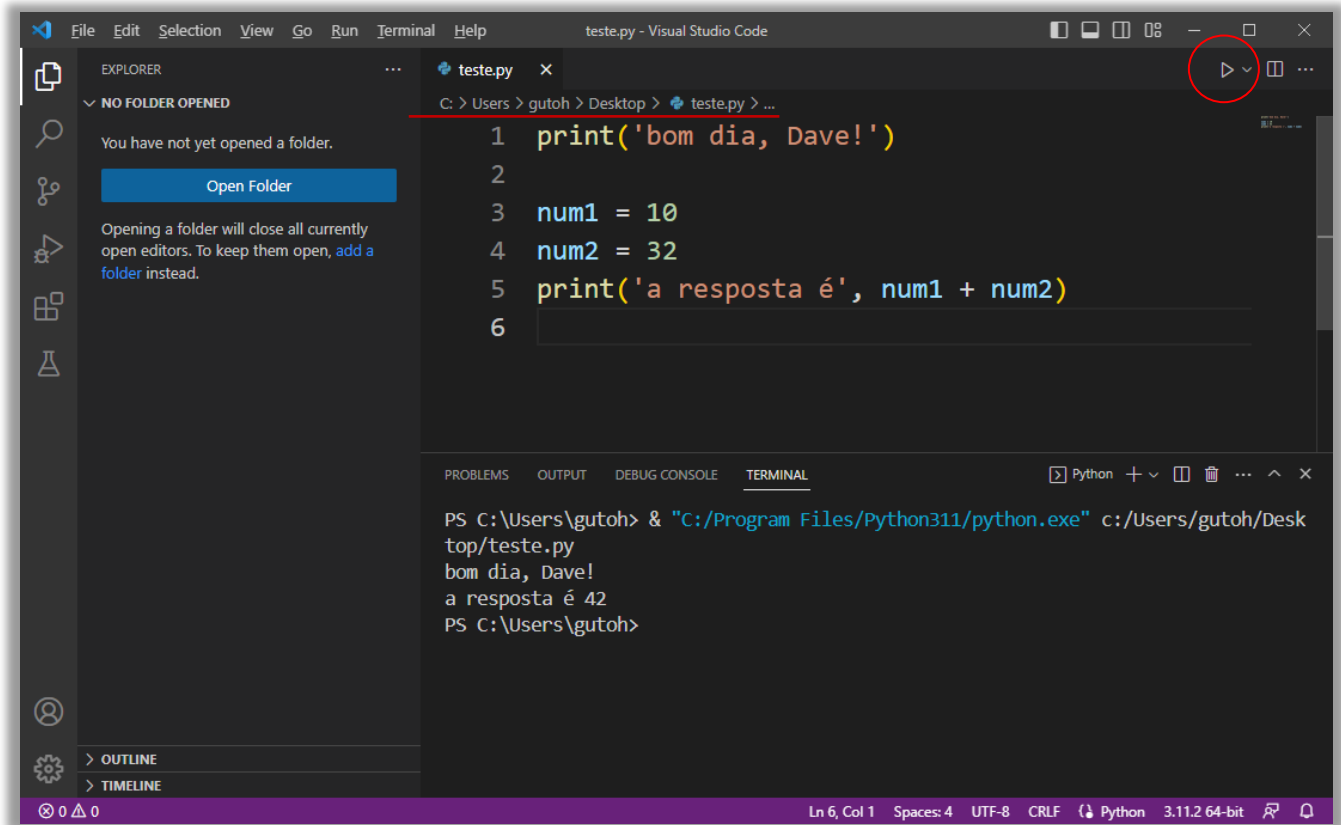 File Edit Selection View Go Run Terminal Help teste.py - Visual Studio Code
EXPLORER ...
NO FOLDER OPENED
You have not yet opened a folder.
Open Folder
Opening a folder will close all currently
open editors. To keep them open, add a
folder instead.
OUTLINE
TIMELINE
teste.py
C: > Users > gutoh > Desktop > teste.py > ...
1 print('bom dia, Dave!')
2
3 num1 = 10
4 num2 = 32
5 print('a resposta é', num1 + num2)
6
PROBLEMS OUTPUT DEBUG CONSOLE TERMINAL Python
PS C:\Users\gutoh> & "C:/Program Files/Python311/python.exe" c:/Users/gutoh/Desk
top/teste.py
bom dia, Dave!
a resposta é 42
PS C:\Users\gutoh>
0 0 Ln 6, Col 1 Spaces: 4 UTF-8 CRLF Python 3.11.2 64-bit